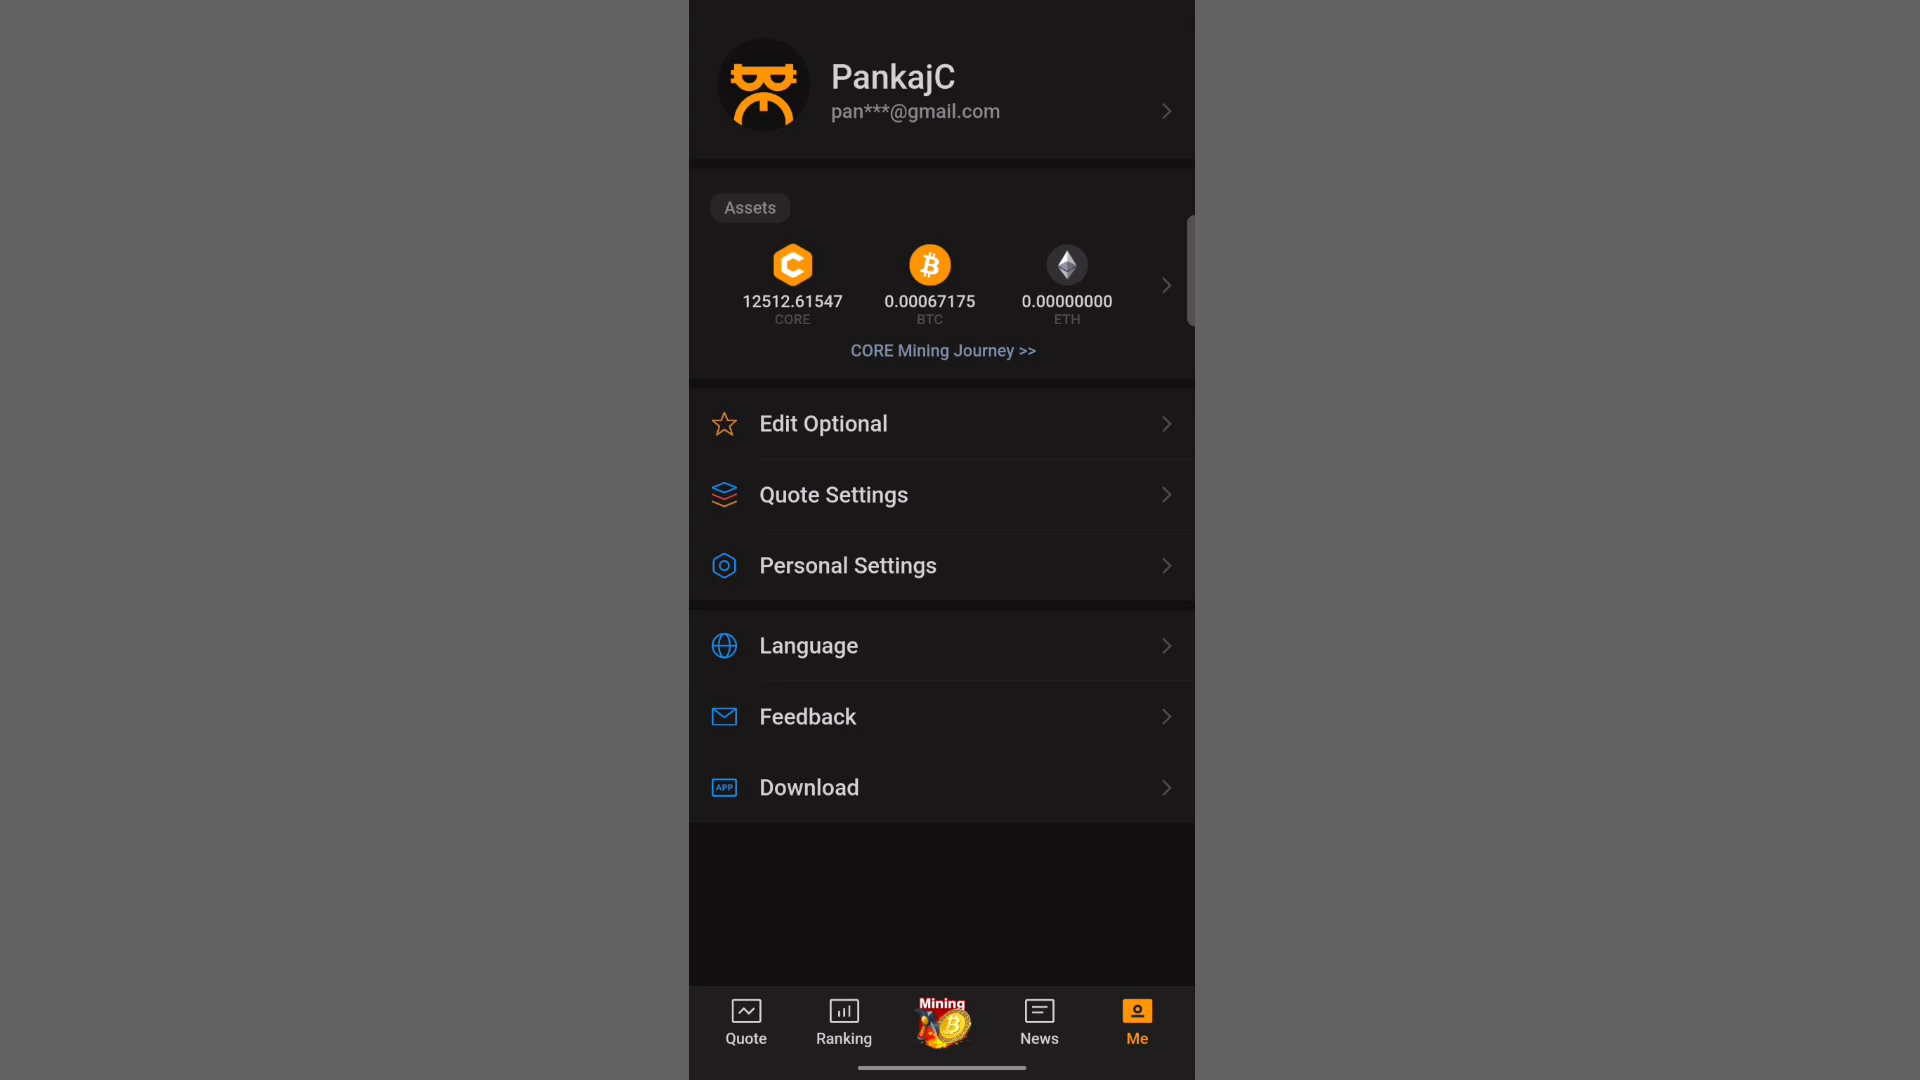 PankajC
pan***@gmail.com
Assets
12512.61547 0.00067175 0.00000000
CORE BTC ETH
CORE Mining Journey >>
Edit Optional
Quote Settings
Personal Settings
Language
Feedback
APP Download
Mining
Quote Ranking News Me